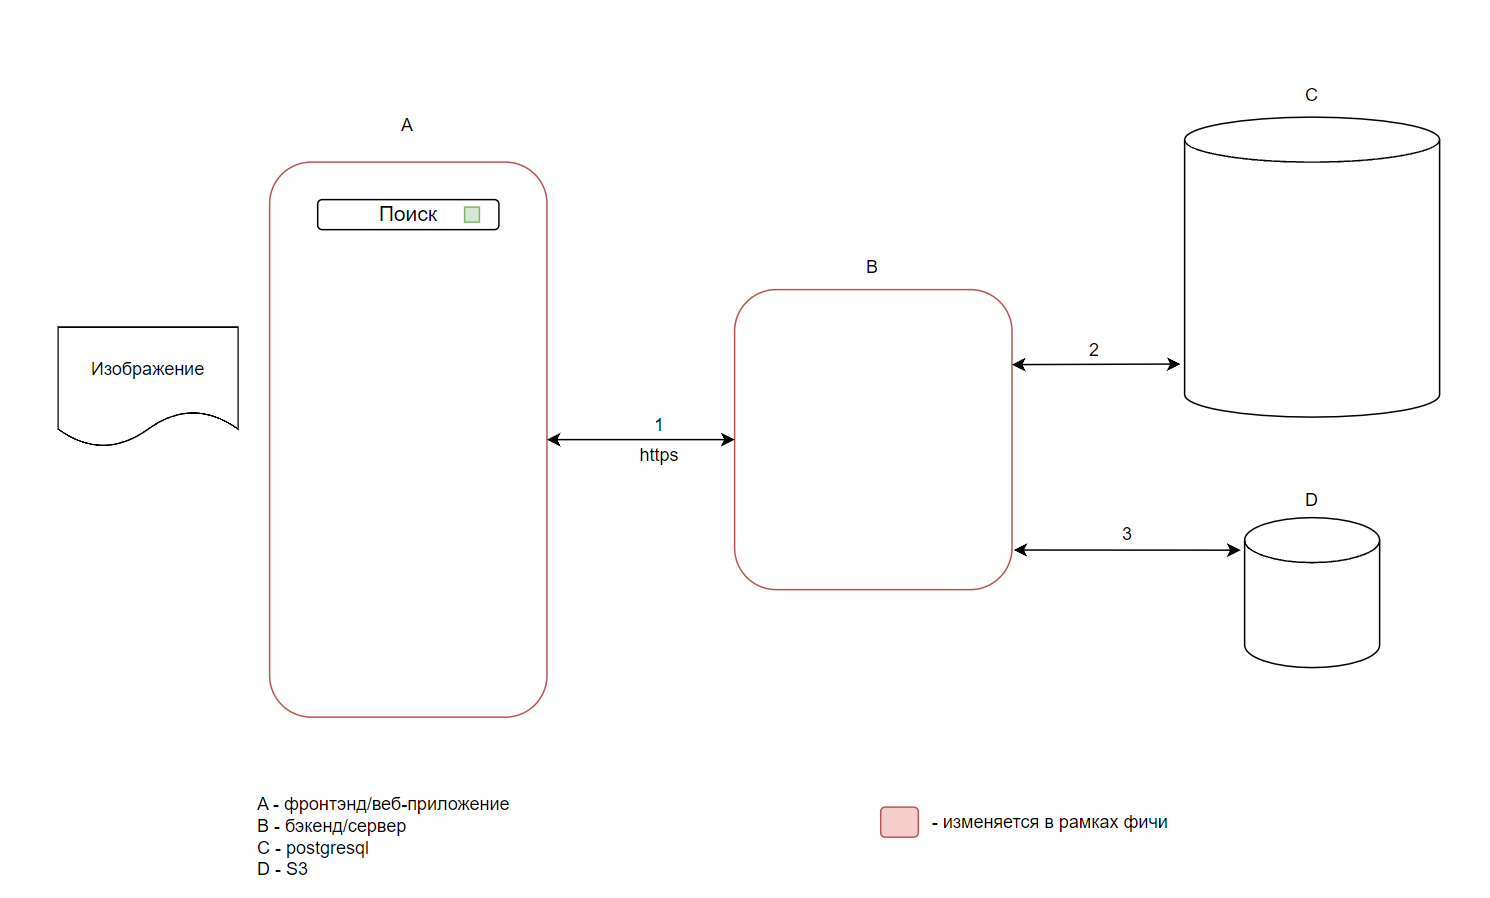 C
A
Поиск
B
2
Изображение
1
https
D
3
A - фронтэнд/веб-приложение
B - бэкенд/сервер
C - postgresql
D - S3
- изменяется в рамках фичи